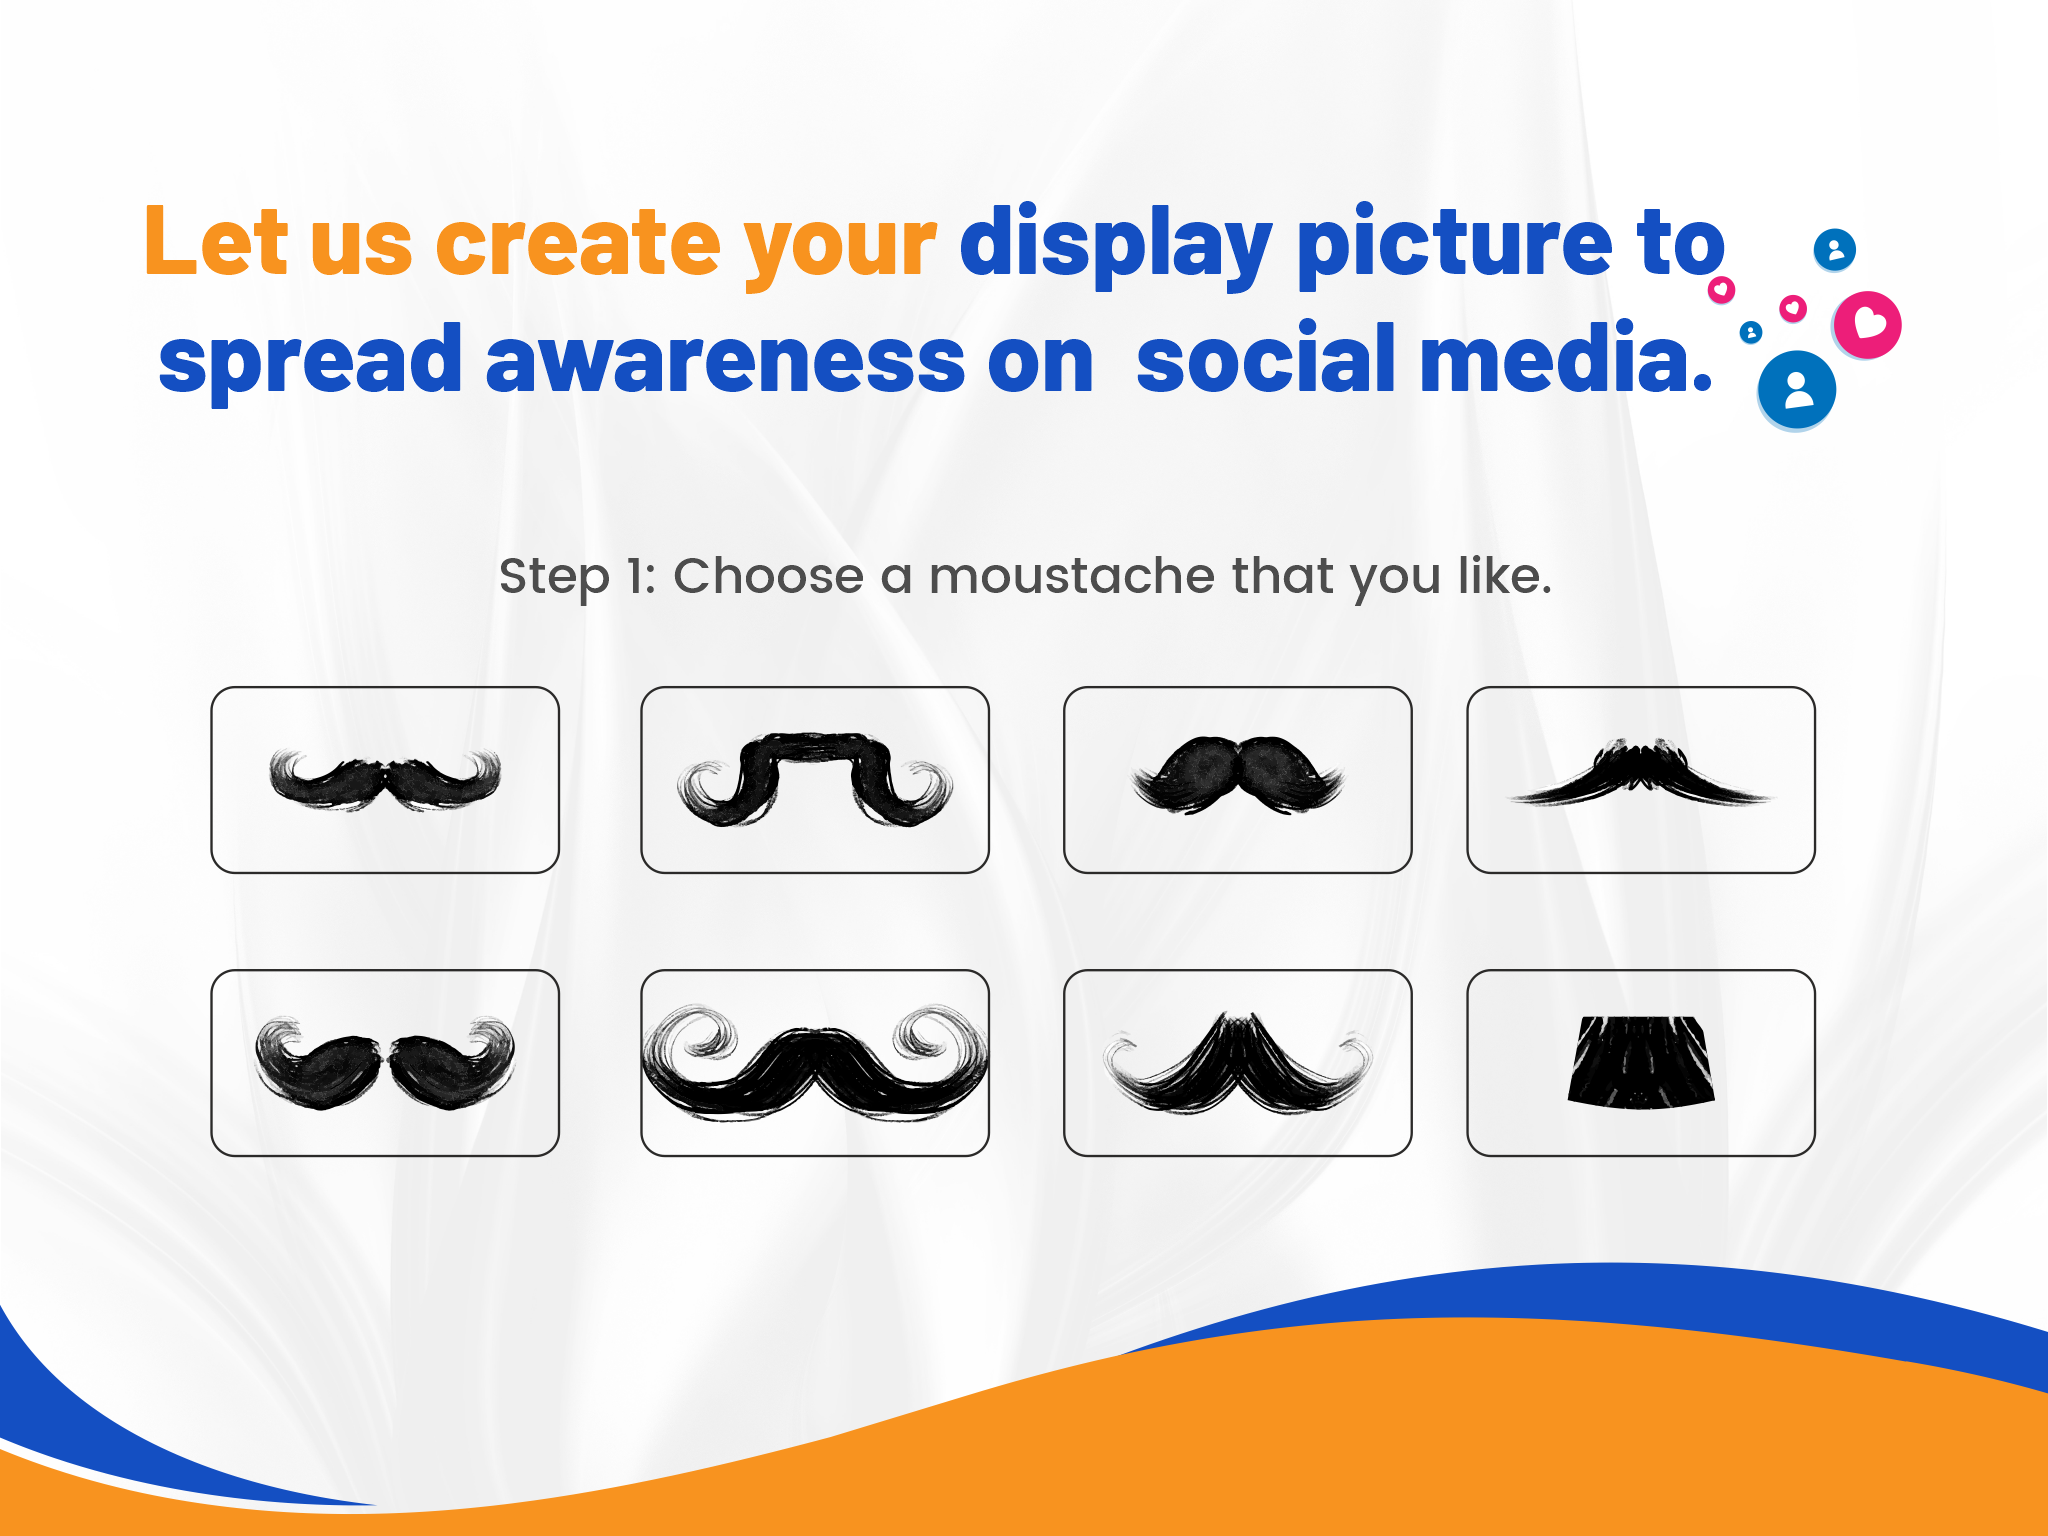 Let us create your display picture to
spread awareness on  social media.
Step 1: Choose a moustache that you like.